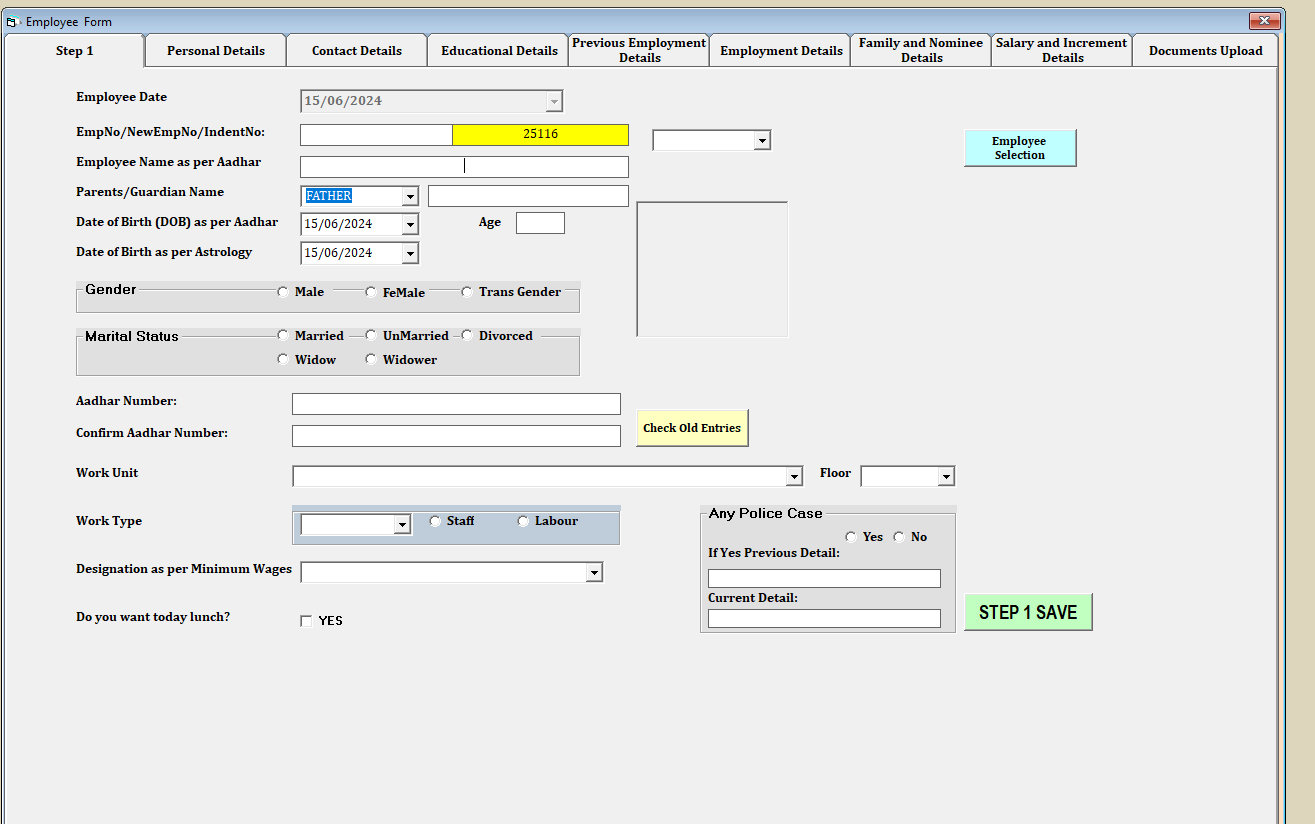 Employee Form
Step 1
Personal Details
Contact Details
Educational Details
Previous Employment
Details
Employment Details
Family and Nominee
Details
Salary and Increment
Details
Documents Upload
Employee Date
15/06/2024
EmpNo/NewEmpNo/IndentNo:
25116
Employee
Selection
Employee Name as per Aadhar
Parents/Guardian Name
FATHER
Date of Birth (DOB) as per Aadhar
15/06/2024
Age
Date of Birth as per Astrology
15/06/2024
Gender
Male
FeMale
Trans Gender
Marital Status
Married
UnMarried
Divorced
Widow
Widower
Aadhar Number:
Confirm Aadhar Number:
Check Old Entries
Work Unit
Floor
Work Type
Staff
Labour
Any Police Case
Yes
No
If Yes Previous Detail:
Current Detail:
Designation as per Minimum Wages
Do you want today lunch?
YES
STEP 1 SAVE